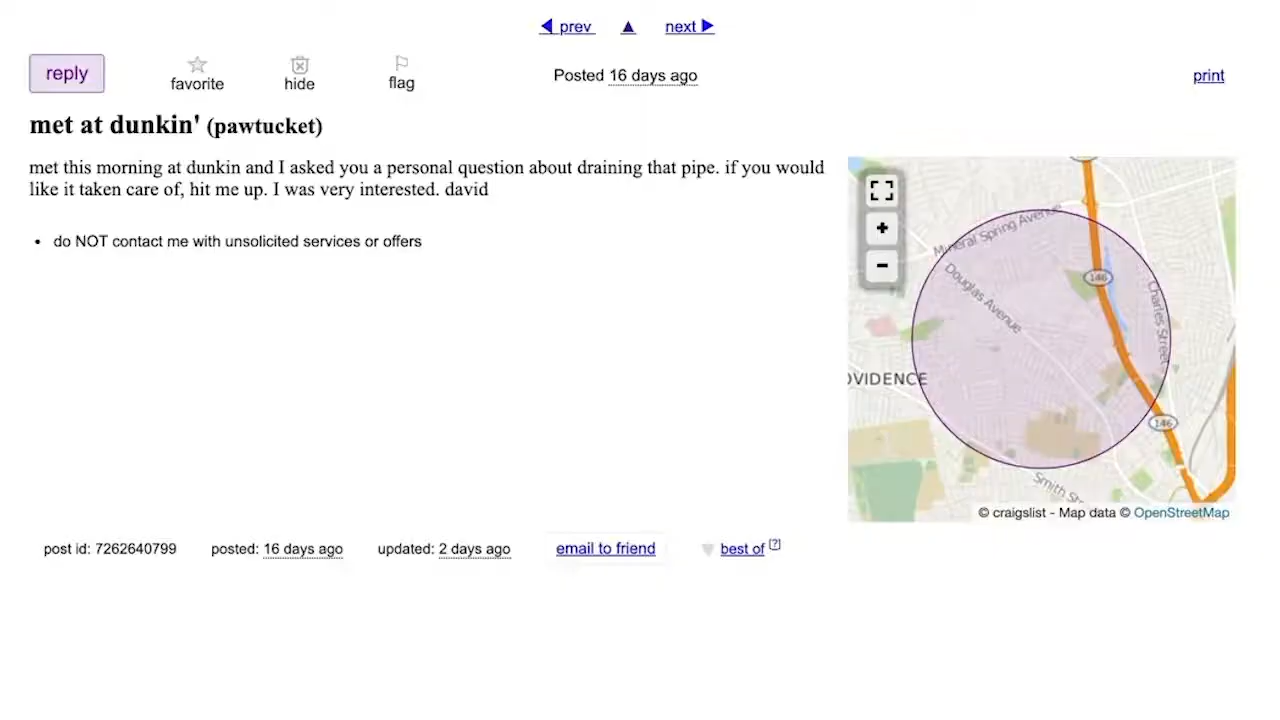 ◀ prev ▲ next ▶
reply favorite hide flag Posted 16 days ago print
met at dunkin' (pawtucket)
met this morning at dunkin and I asked you a personal question about draining that pipe. if you would
like it taken care of, hit me up. I was very interested. david
• do NOT contact me with unsolicited services or offers
+
-
Mineral Spring Avenue
Douglas Avenue
146
Charles Street
OVIDENCE
146
Smith St
© craigslist - Map data © OpenStreetMap
post id: 7262640799 posted: 16 days ago updated: 2 days ago email to friend best of [?]